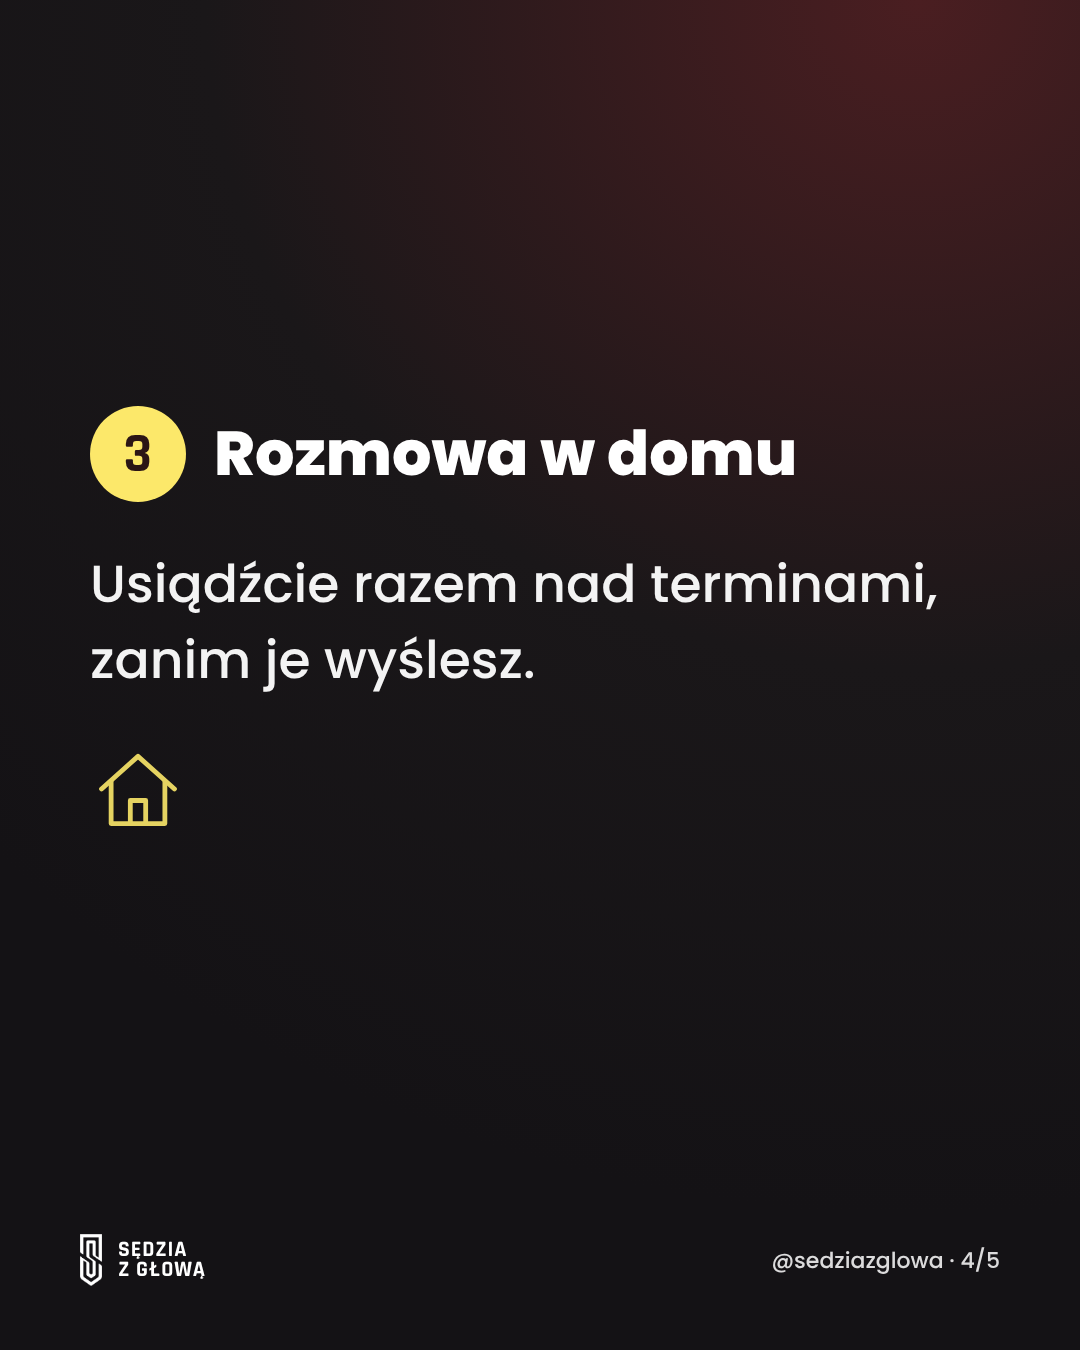 3 Rozmowa w domu
Usiądźcie razem nad terminami,
zanim je wyślesz.
SĘDZIA
Z GŁOWĄ
@sedziazglowa · 4/5